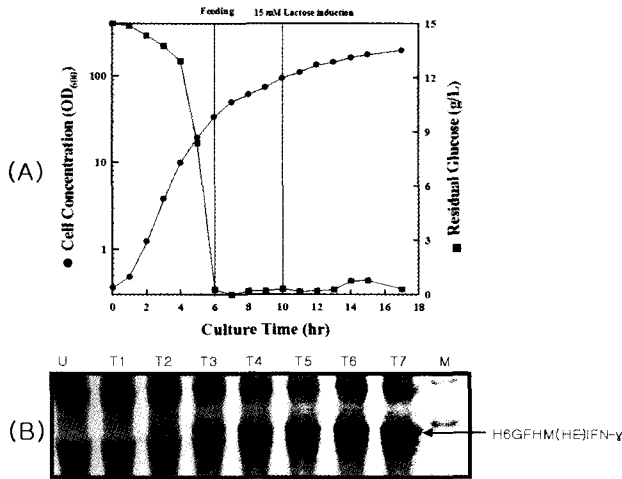 Feeding 15 mM Lactose induction
(A)
● Cell Concentration (OD600)
100
10
1
15
12
9
6
3
0
■ Residual Glucose (g/L)
0 2 4 6 8 10 12 14 16 18
Culture Time (hr)
U T1 T2 T3 T4 T5 T6 T7 M
(B)
H6GFHM(HE)IFN-γ